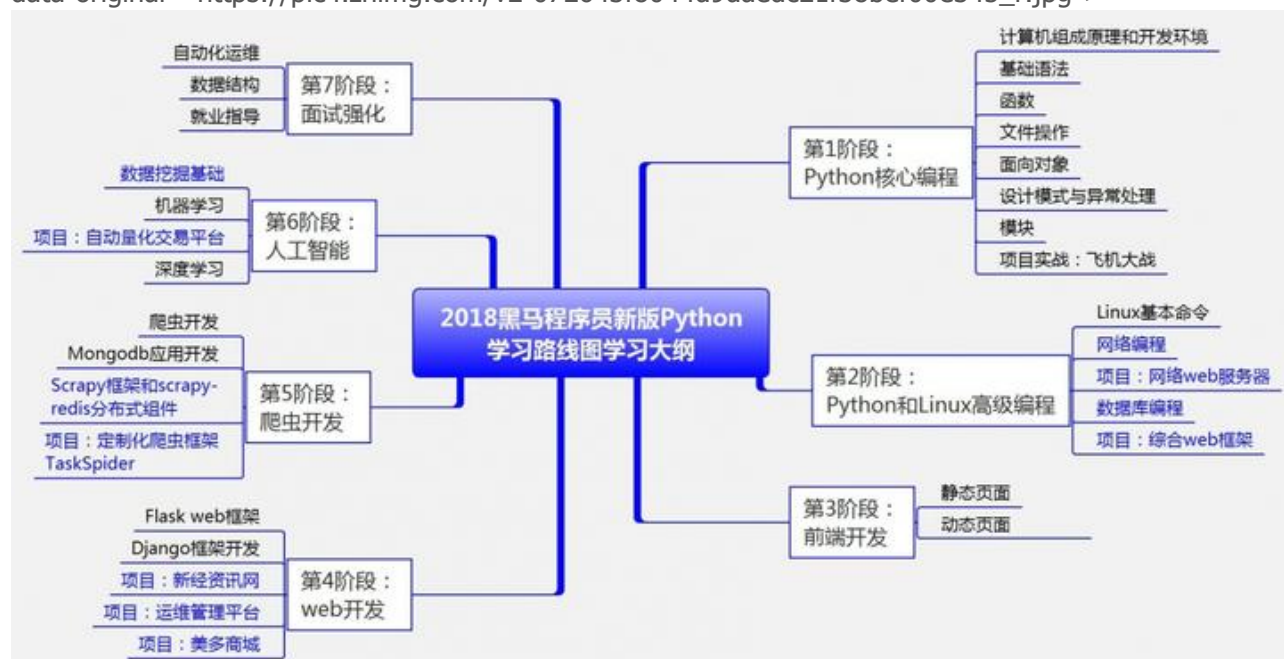 2018黑马程序员新版Python
学习路线图学习大纲
第1阶段：
Python核心编程
计算机组成原理和开发环境
基础语法
函数
文件操作
面向对象
设计模式与异常处理
模块
项目实战：飞机大战
第2阶段：
Python和Linux高级编程
Linux基本命令
网络编程
项目：网络web服务器
数据库编程
项目：综合web框架
第3阶段：
前端开发
静态页面
动态页面
第4阶段：
web开发
Flask web框架
Django框架开发
项目：新经资讯网
项目：运维管理平台
项目：美多商城
第5阶段：
爬虫开发
爬虫开发
Mongodb应用开发
Scrapy框架和scrapy-
redis分布式组件
项目：定制化爬虫框架
TaskSpider
第6阶段：
人工智能
数据挖掘基础
机器学习
项目：自动量化交易平台
深度学习
第7阶段：
面试强化
自动化运维
数据结构
就业指导